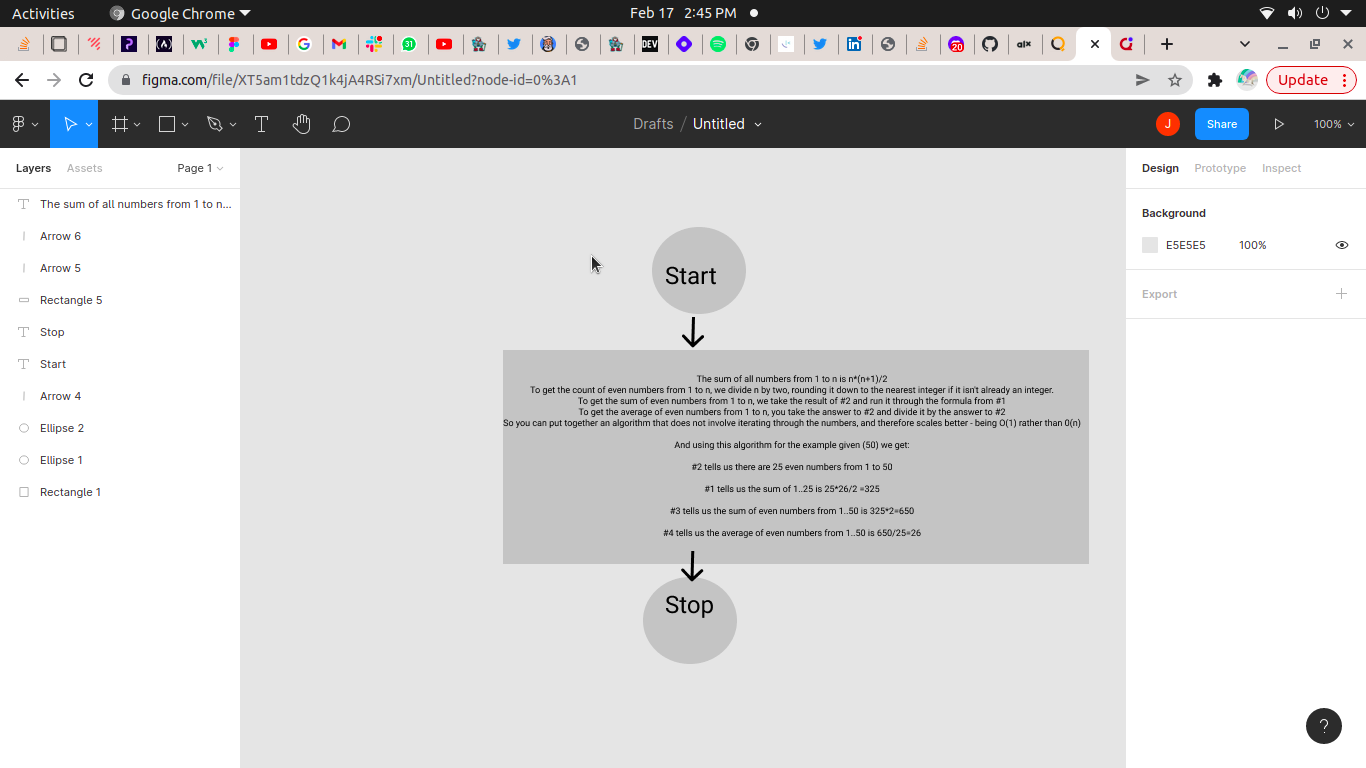 Activities
Google Chrome
Feb 17 2:45 PM
figma.com/file/XT5am1tdzQ1k4jA4RSi7xm/Untitled?node-id=0%3A1
Update
Drafts / Untitled
J
Share
100%
Layers
Assets
Page 1
The sum of all numbers from 1 to n...
Arrow 6
Arrow 5
Rectangle 5
Stop
Start
Arrow 4
Ellipse 2
Ellipse 1
Rectangle 1
Start
The sum of all numbers from 1 to n is n*(n+1)/2
To get the count of even numbers from 1 to n, we divide n by two, rounding it down to the nearest integer if it isn't already an integer.
To get the sum of even numbers from 1 to n, we take the result of #2 and run it through the formula from #1
To get the average of even numbers from 1 to n, you take the answer to #2 and divide it by the answer to #2
So you can put together an algorithm that does not involve iterating through the numbers, and therefore scales better - being O(1) rather than 0(n)
And using this algorithm for the example given (50) we get:
#2 tells us there are 25 even numbers from 1 to 50
#1 tells us the sum of 1..25 is 25*26/2 =325
#3 tells us the sum of even numbers from 1..50 is 325*2=650
#4 tells us the average of even numbers from 1..50 is 650/25=26
Stop
Design
Prototype
Inspect
Background
E5E5E5
100%
Export
?